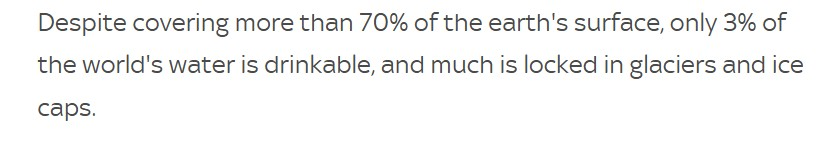 Despite covering more than 70% of the earth's surface, only 3% of
the world's water is drinkable, and much is locked in glaciers and ice
caps.